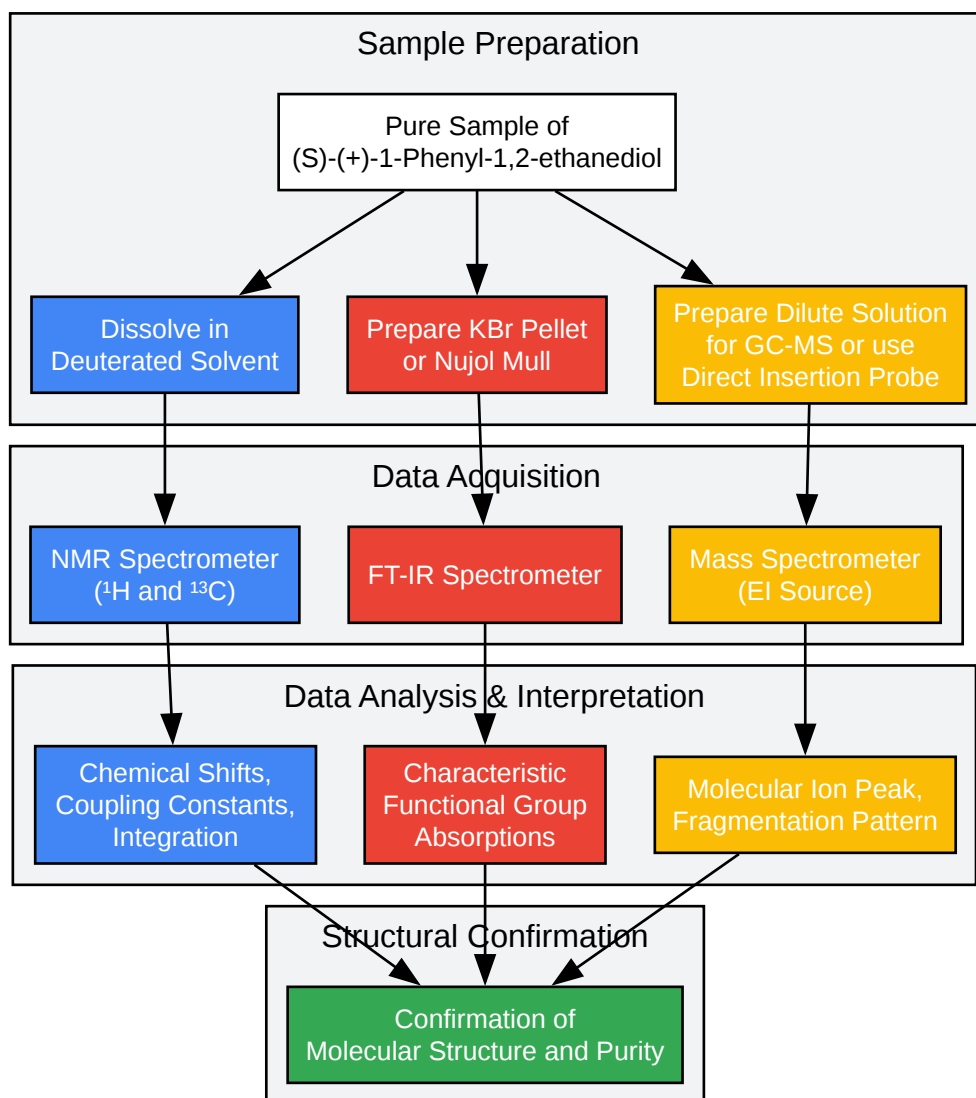 Sample Preparation
Pure Sample of
(S)-(+)-1-Phenyl-1,2-ethanediol
Dissolve in
Deuterated Solvent
Prepare KBr Pellet
or Nujol Mull
Prepare Dilute Solution
for GC-MS or use
Direct Insertion Probe
Data Acquisition
NMR Spectrometer
(¹H and ¹³C)
FT-IR Spectrometer
Mass Spectrometer
(EI Source)
Data Analysis & Interpretation
Chemical Shifts,
Coupling Constants,
Integration
Characteristic
Functional Group
Absorptions
Molecular Ion Peak,
Fragmentation Pattern
Structural Confirmation
Confirmation of
Molecular Structure and Purity